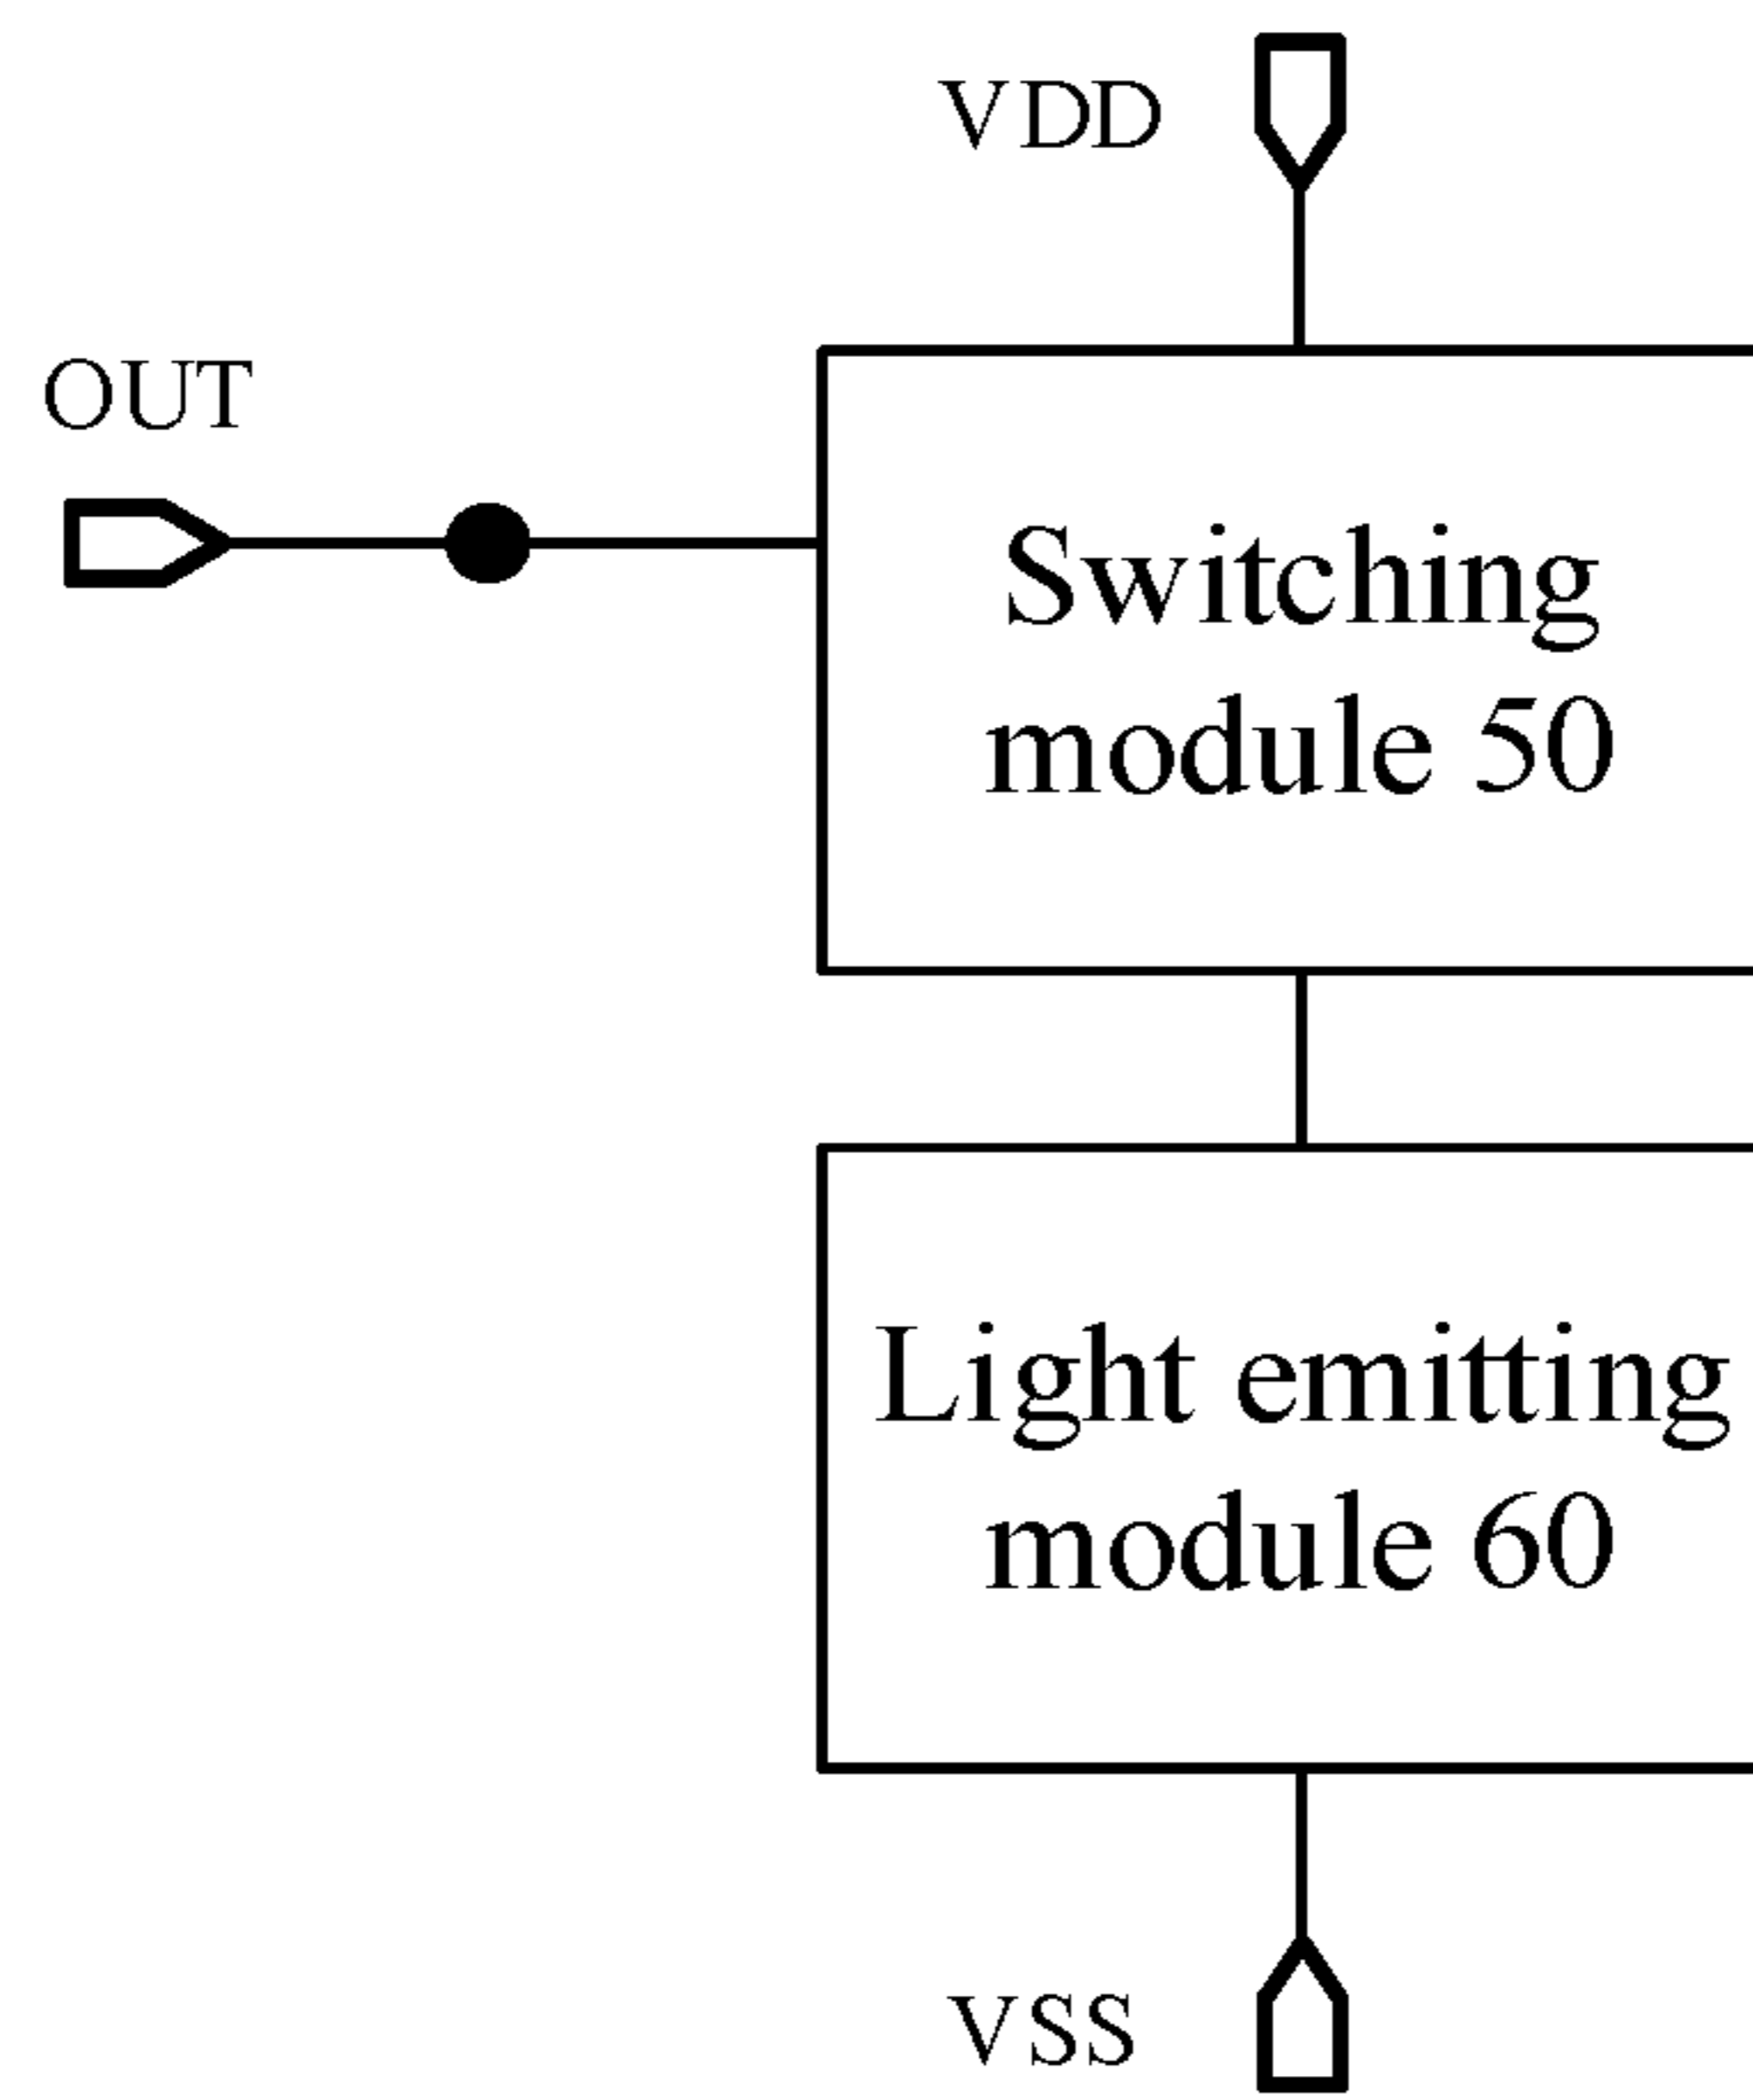 VDD
OUT
Switching
module 50
Light emitting
module 60
VSS